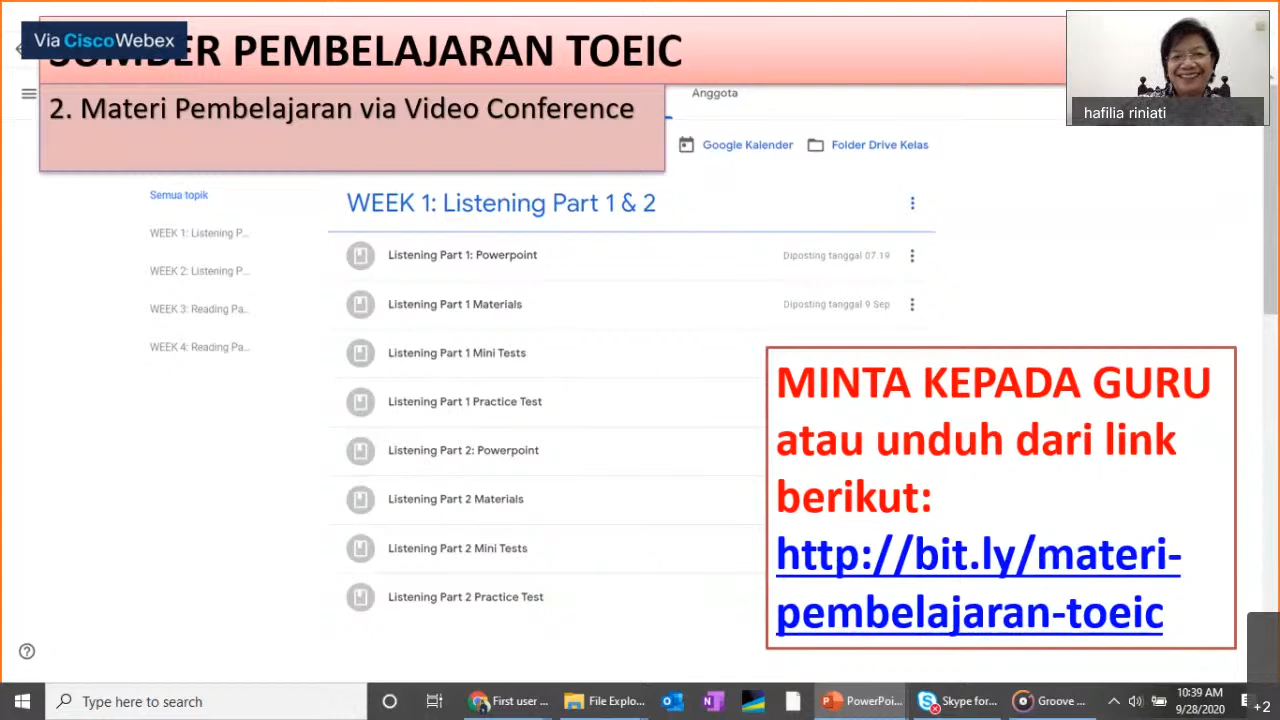 Via Cisco Webex
PEMBELAJARAN TOEIC
2. Materi Pembelajaran via Video Conference
Anggota
hafilia riniati
Google Kalender
Folder Drive Kelas
Semua topik
WEEK 1: Listening P...
WEEK 2: Listening P...
WEEK 3: Reading Pa...
WEEK 4: Reading Pa...
WEEK 1: Listening Part 1 & 2
Listening Part 1: Powerpoint
Diposting tanggal 07.19
Listening Part 1 Materials
Diposting tanggal 9 Sep
Listening Part 1 Mini Tests
Listening Part 1 Practice Test
Listening Part 2: Powerpoint
Listening Part 2 Materials
Listening Part 2 Mini Tests
Listening Part 2 Practice Test
MINTA KEPADA GURU
atau unduh dari link
berikut:
http://bit.ly/materi-
pembelajaran-toeic
Type here to search
First user ...
File Explo...
PowerPoi...
Skype for...
Groove ...
10:39 AM
9/28/2020
+2